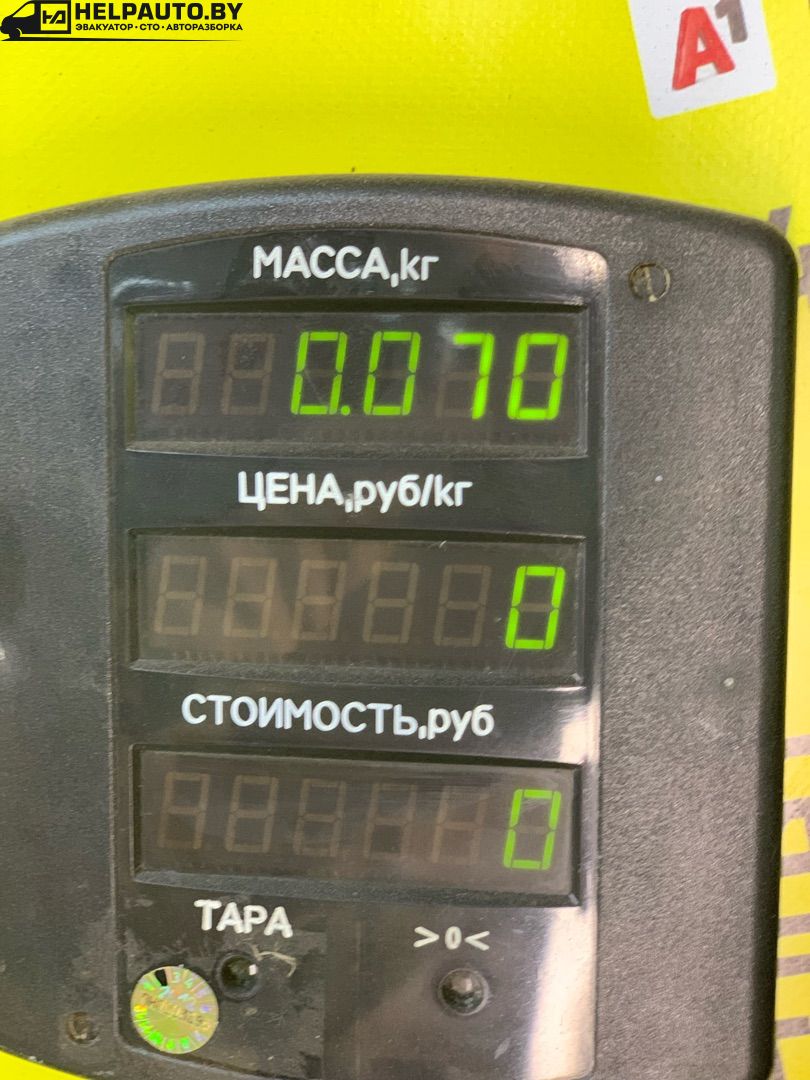 HELPAUTO.BY
ЭВАКУАТОР•СТО•АВТОРАЗБОРКА
A1
МАССА,кг
0.070
ЦЕНА,руб/кг
0
СТОИМОСТЬ,руб
0
ТАРА
>0<